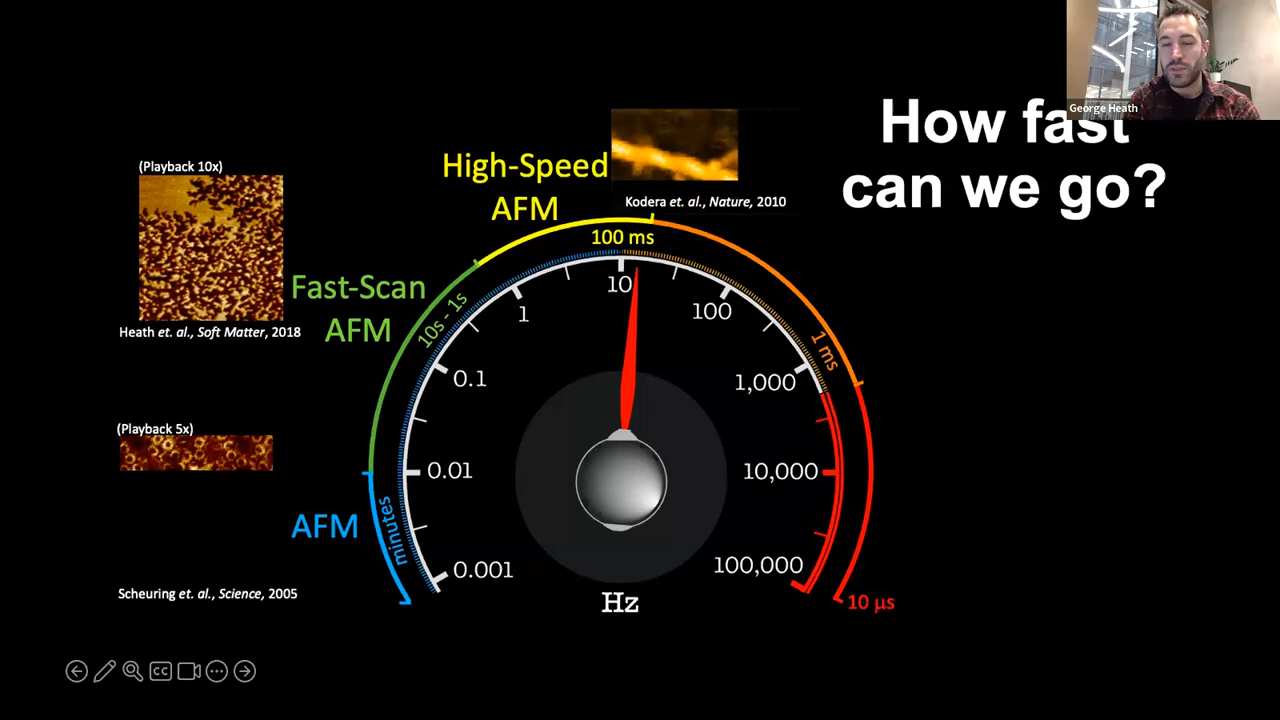 George Heath
How fast
can we go?
(Playback 10x)
High-Speed
AFM
Kodera et. al., Nature, 2010
100 ms
Fast-Scan
AFM
10s - 1s
Heath et. al., Soft Matter, 2018
10
1
100
1 ms
0.1
1,000
(Playback 5x)
0.01
10,000
AFM
minutes
0.001
100,000
Scheuring et. al., Science, 2005
Hz
10 µs
CC